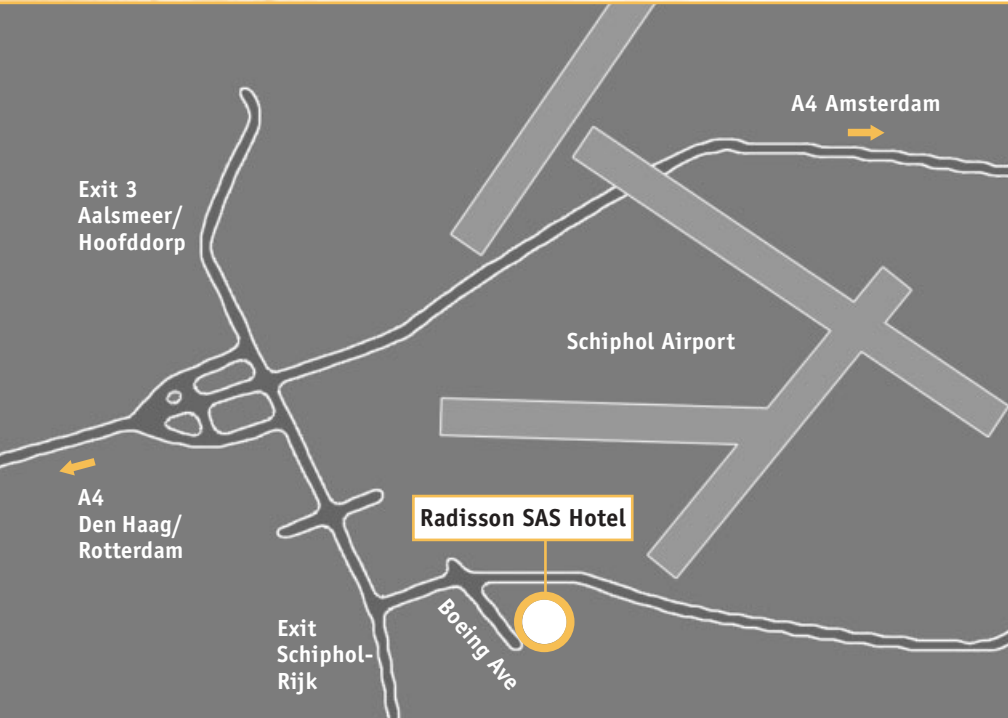 A4 Amsterdam
Exit 3
Aalsmeer/
Hoofddorp
Schiphol Airport
A4
Den Haag/
Rotterdam
Radisson SAS Hotel
Boeing Ave
Exit
Schiphol-
Rijk